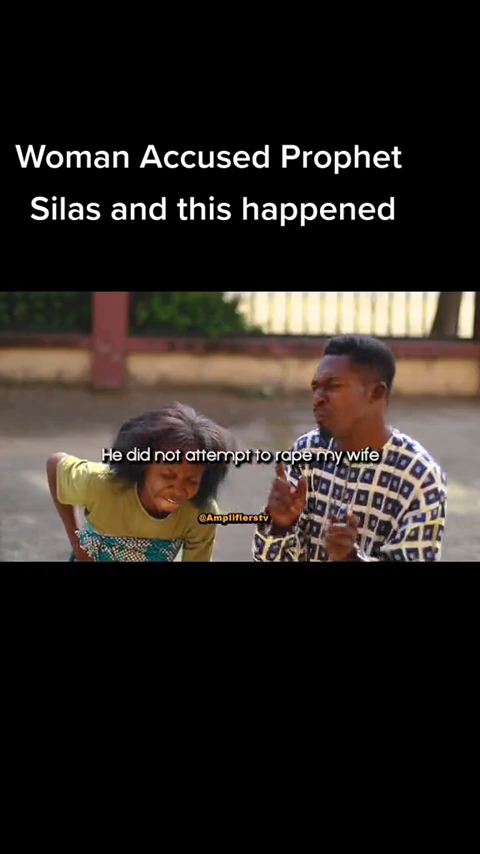 Woman Accused Prophet
Silas and this happened
He did not attempt to rape my wife
@Amplifierstv